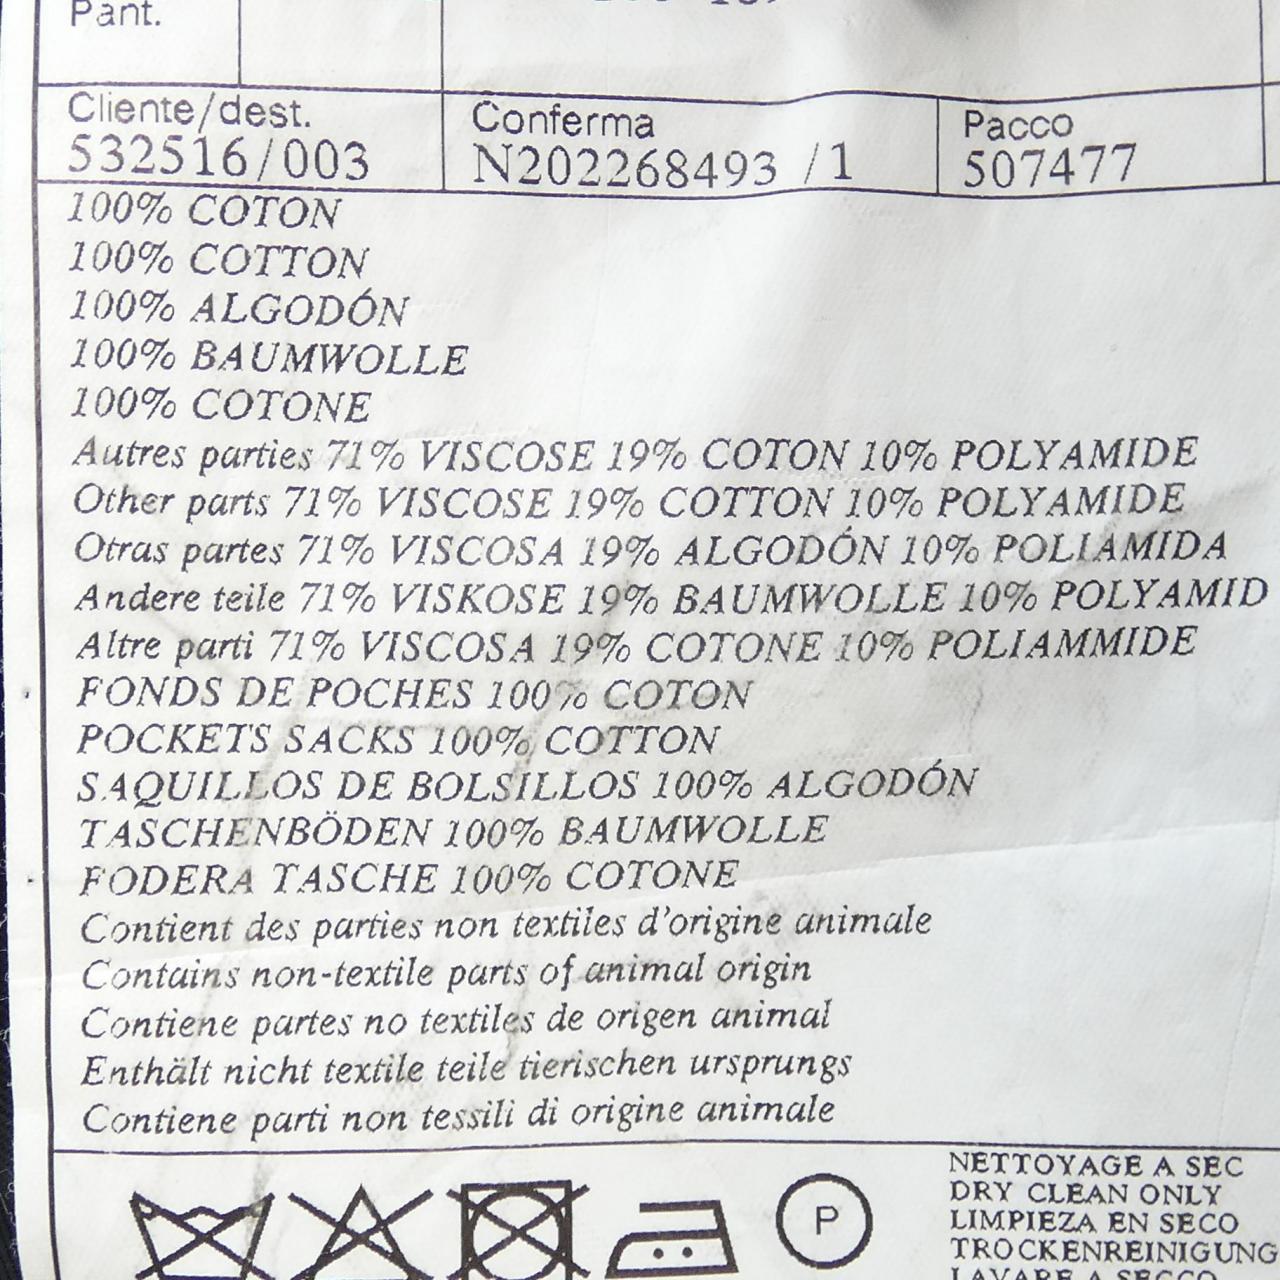 Pant.
Cliente/dest.
532516/003
Conferma
N202268493 /1
Pacco
507477
100% COTON
100% COTTON
100% ALGODÓN
100% BAUMWOLLE
100% COTONE
Autres parties 71% VISCOSE 19% COTON 10% POLYAMIDE
Other parts 71% VISCOSE 19% COTTON 10% POLYAMIDE
Otras partes 71% VISCOSA 19% ALGODÓN 10% POLIAMIDA
Andere teile 71% VISKOSE 19% BAUMWOLLE 10% POLYAMID
Altre parti 71% VISCOSA 19% COTONE 10% POLIAMMIDE
FONDS DE POCHES 100% COTON
POCKETS SACKS 100% COTTON
SAQUILLOS DE BOLSILLOS 100% ALGODÓN
TASCHENBÖDEN 100% BAUMWOLLE
FODERA TASCHE 100% COTONE
Contient des parties non textiles d'origine animale
Contains non-textile parts of animal origin
Contiene partes no textiles de origen animal
Enthält nicht textile teile tierischen ursprungs
Contiene parti non tessili di origine animale
P
NETTOYAGE A SEC
DRY CLEAN ONLY
LIMPIEZA EN SECO
TROCKENREINIGUNG
LAVARE A SECCO